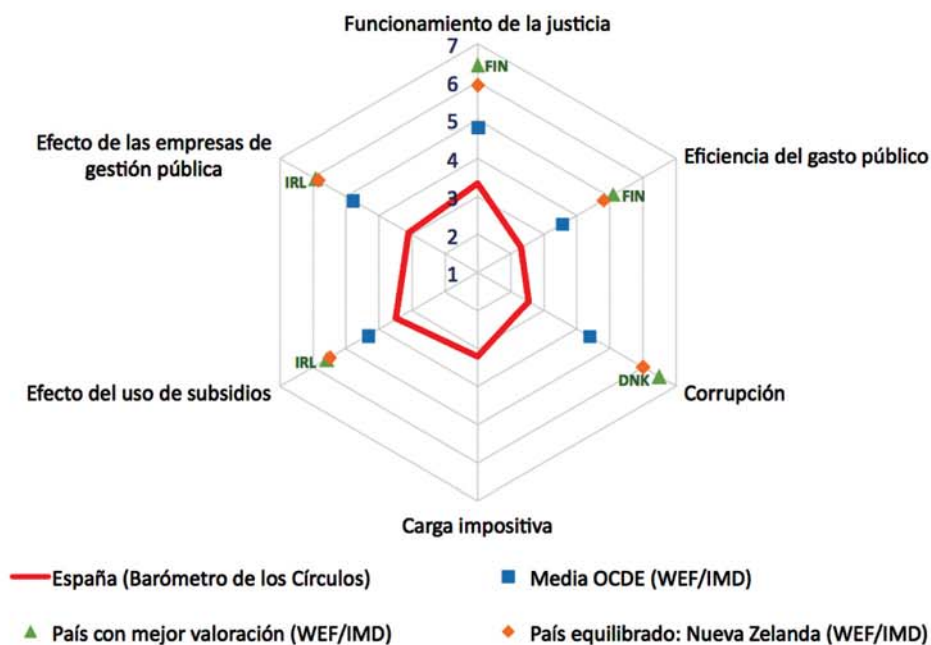 Funcionamiento de la justicia
7
FIN
6
5
Efecto de las empresas de
gestión pública
Eficiencia del gasto público
4
IRL
FIN
3
2
1
IRL
DNK
Efecto del uso de subsidios
Corrupción
Carga impositiva
España (Barómetro de los Círculos)
Media OCDE (WEF/IMD)
País con mejor valoración (WEF/IMD)
País equilibrado: Nueva Zelanda (WEF/IMD)